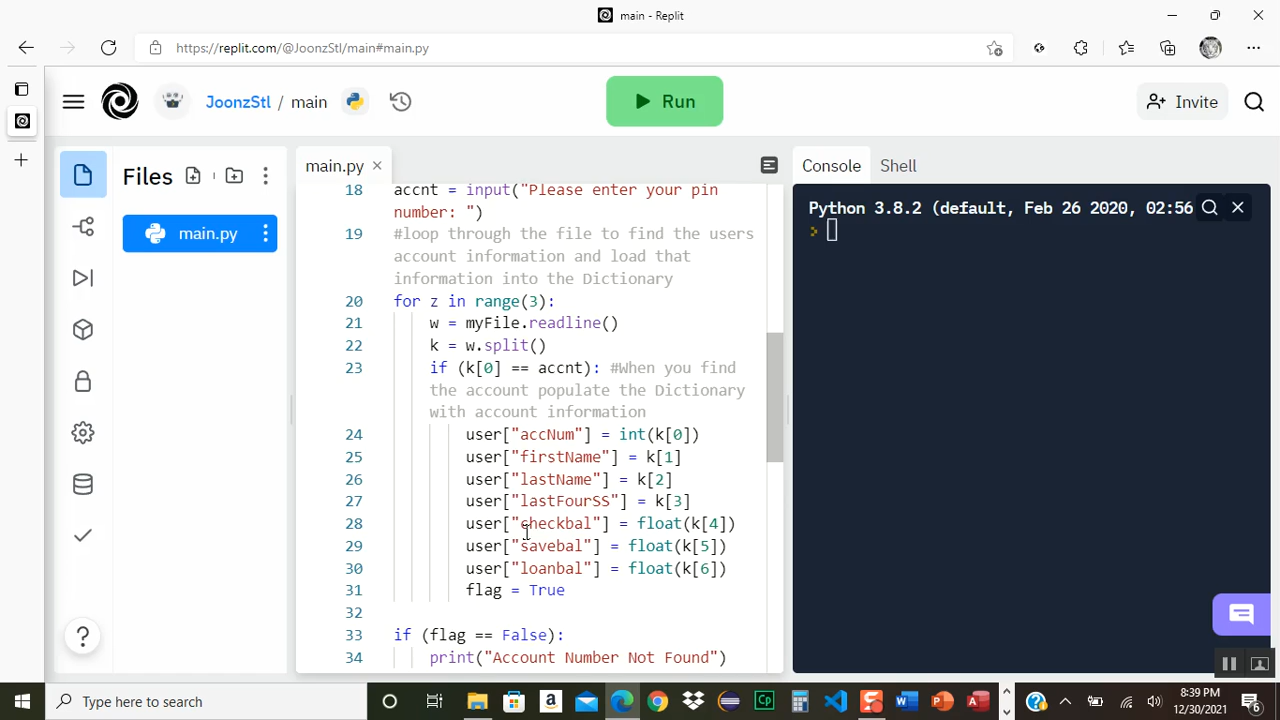 main - Replit
https://replit.com/@JoonzStl/main#main.py
JoonzStl / main
Run
Invite
Files
main.py
main.py
Console
Shell
18 accnt = input("Please enter your pin
number: ")
19 #loop through the file to find the users
account information and load that
information into the Dictionary
20 for z in range(3):
21 w = myFile.readline()
22 k = w.split()
23 if (k[0] == accnt): #When you find
the account populate the Dictionary
with account information
24 user["accNum"] = int(k[0])
25 user["firstName"] = k[1]
26 user["lastName"] = k[2]
27 user["lastFourSS"] = k[3]
28 user["checkbal"] = float(k[4])
29 user["savebal"] = float(k[5])
30 user["loanbal"] = float(k[6])
31 flag = True
32
33 if (flag == False):
34 print("Account Number Not Found")
Python 3.8.2 (default, Feb 26 2020, 02:56
>
?
Type here to search
8:39 PM
12/30/2021
6